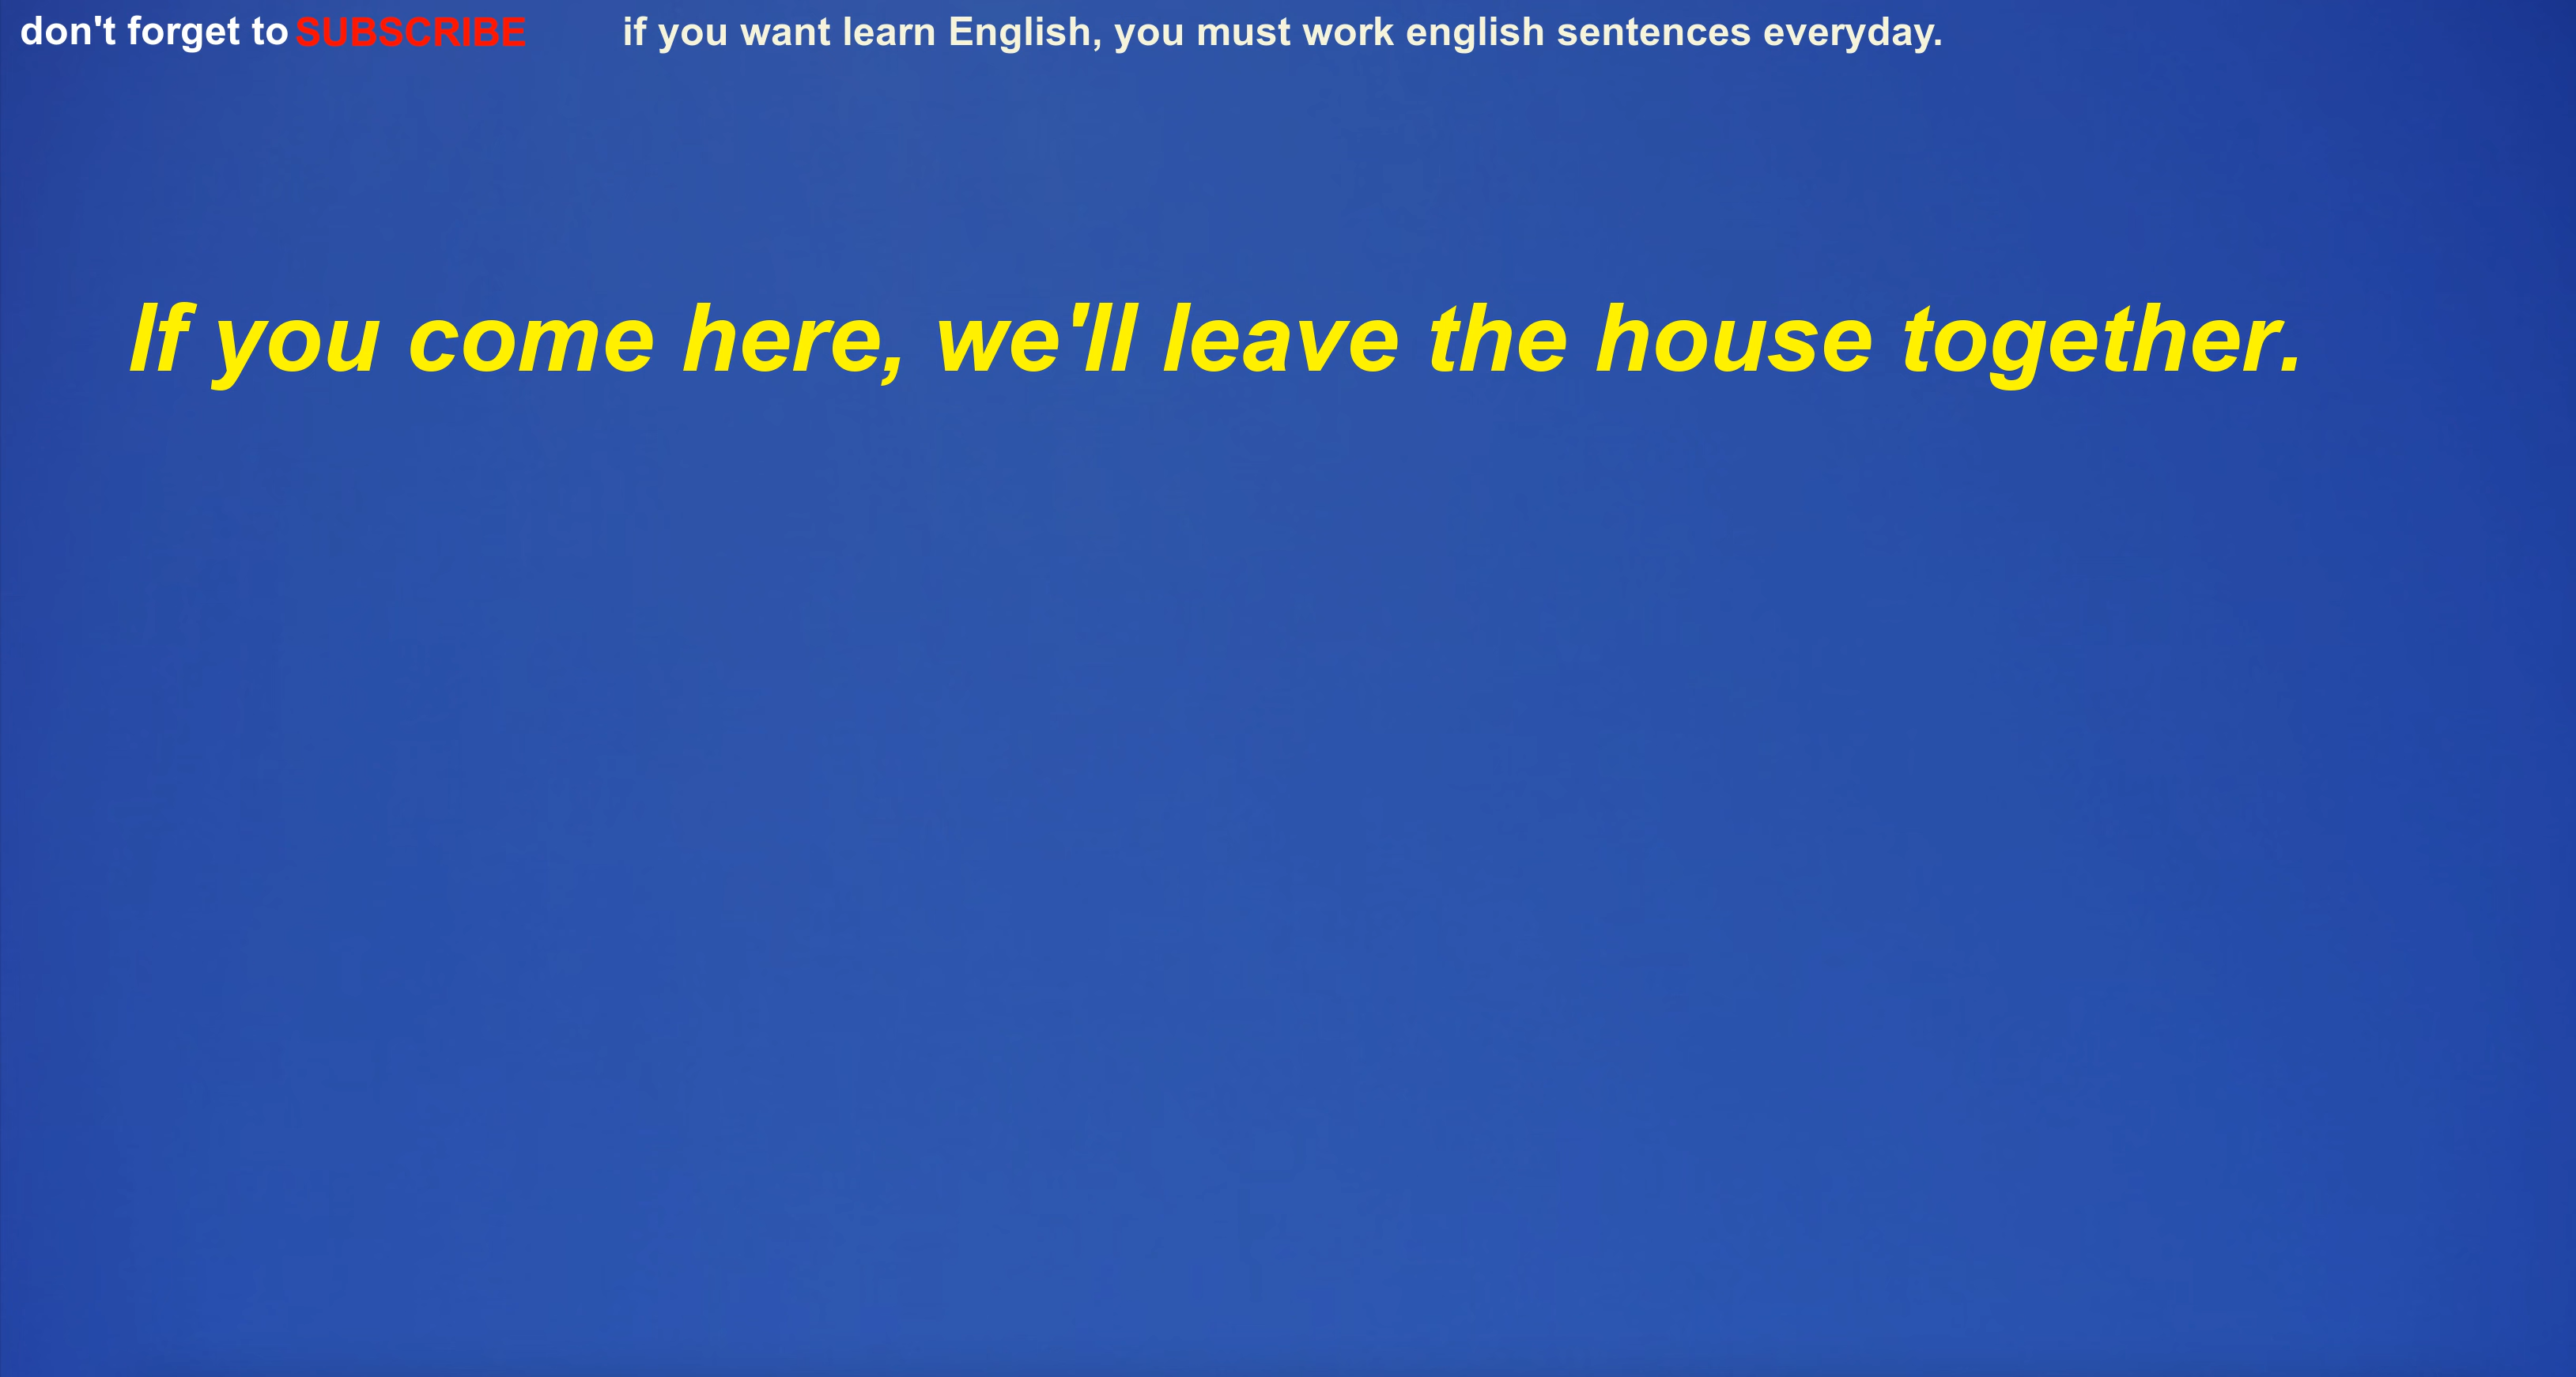 don't forget to SUBSCRIBE if you want learn English, you must work english sentences everyday.
If you come here, we'll leave the house together.